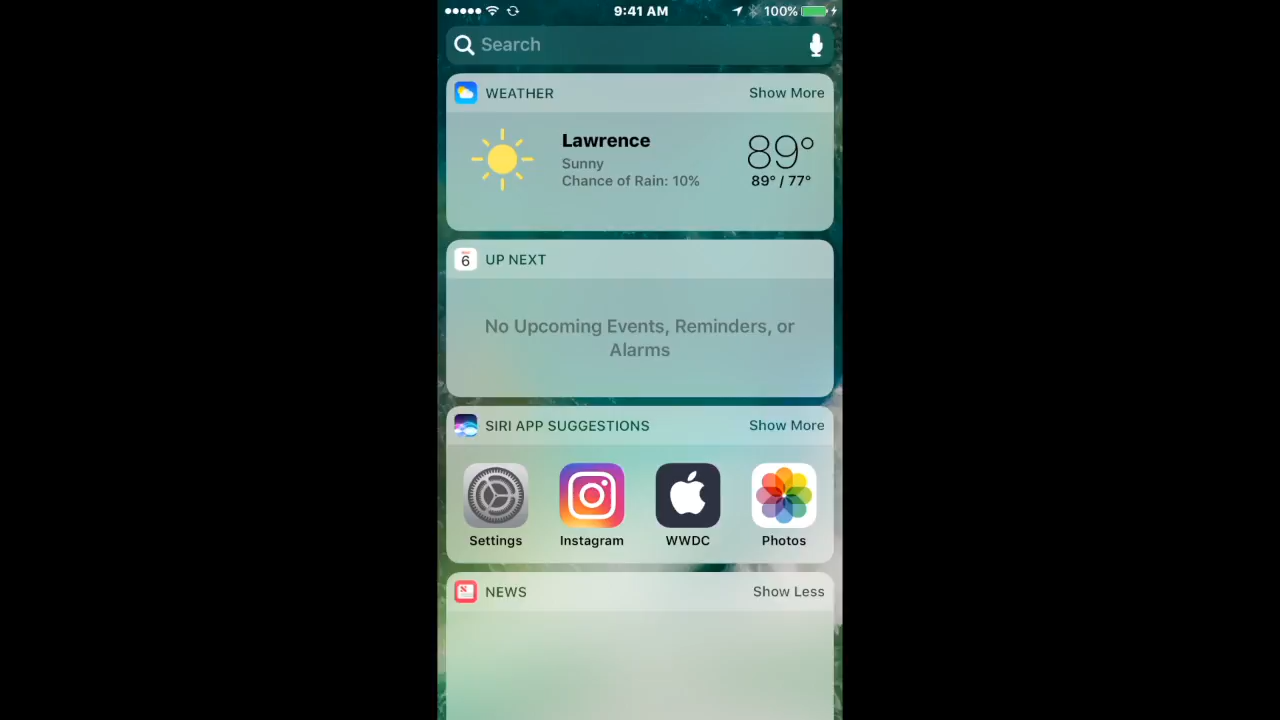 9:41 AM 100%
Search
WEATHER Show More
Lawrence
Sunny
Chance of Rain: 10%
89°
89° / 77°
6 UP NEXT
No Upcoming Events, Reminders, or
Alarms
SIRI APP SUGGESTIONS Show More
Settings Instagram WWDC Photos
NEWS Show Less